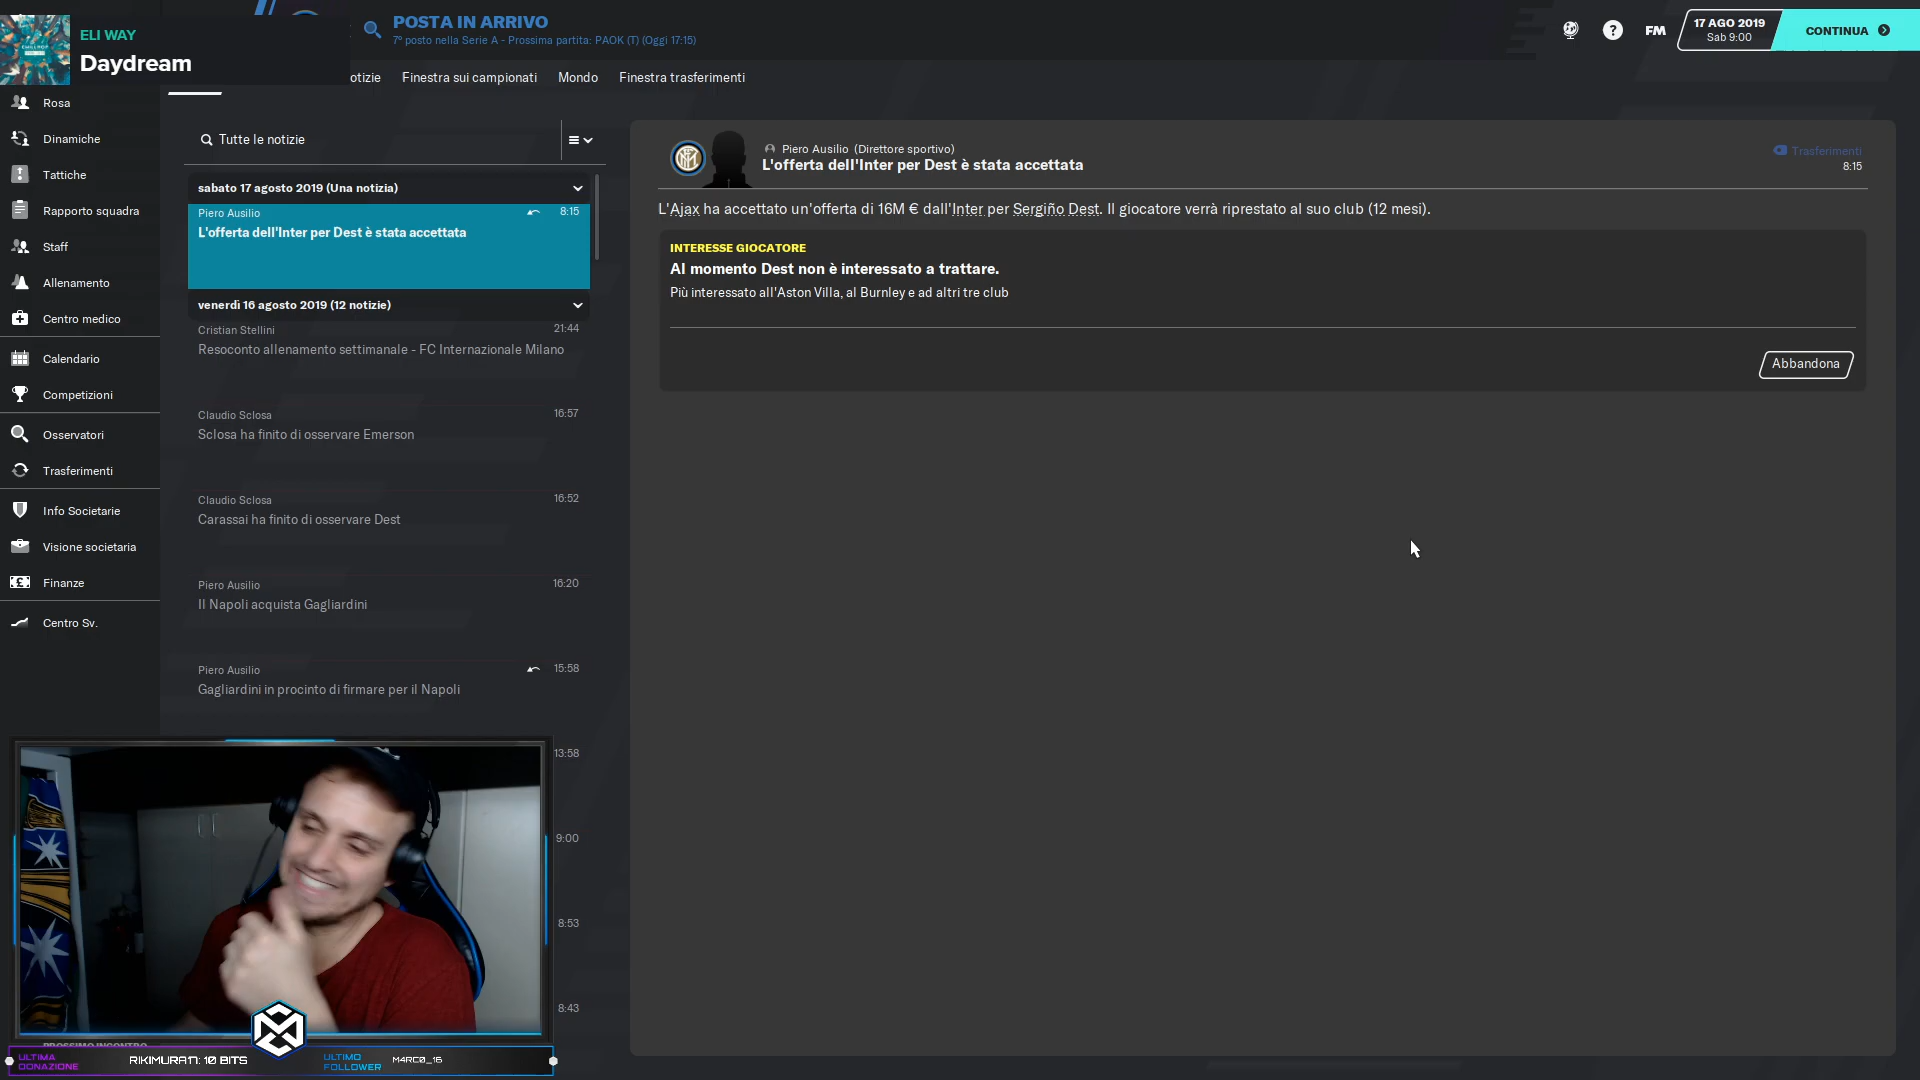 ELI WAY
Daydream
POSTA IN ARRIVO
7° posto nella Serie A - Prossima partita: PAOK (T) (Oggi 17:15)
FM
17 AGO 2019
Sab 9:00
CONTINUA
otizie
Finestra sui campionati
Mondo
Finestra trasferimenti
Rosa
Dinamiche
Tattiche
Rapporto squadra
Staff
Allenamento
Centro medico
Calendario
Competizioni
Osservatori
Trasferimenti
Info Societarie
Visione societaria
Finanze
Centro Sv.
Tutte le notizie
sabato 17 agosto 2019 (Una notizia)
Piero Ausilio
8:15
L'offerta dell'Inter per Dest è stata accettata
venerdì 16 agosto 2019 (12 notizie)
Cristian Stellini
21:44
Resoconto allenamento settimanale - FC Internazionale Milano
Claudio Sclosa
16:57
Sclosa ha finito di osservare Emerson
Claudio Sclosa
16:52
Carassai ha finito di osservare Dest
Piero Ausilio
16:20
Il Napoli acquista Gagliardini
Piero Ausilio
15:58
Gagliardini in procinto di firmare per il Napoli
13:58
9:00
8:53
8:43
Piero Ausilio (Direttore sportivo)
L'offerta dell'Inter per Dest è stata accettata
Trasferimenti
8:15
L'Ajax ha accettato un'offerta di 16M € dall'Inter per Sergiño Dest. Il giocatore verrà riprestato al suo club (12 mesi).
INTERESSE GIOCATORE
Al momento Dest non è interessato a trattare.
Più interessato all'Aston Villa, al Burnley e ad altri tre club
Abbandona
PROSSIMO INCONTRO
ULTIMA DONAZIONE
RIKIMURA17: 10 BITS
ULTIMO FOLLOWER
M4RC0_16